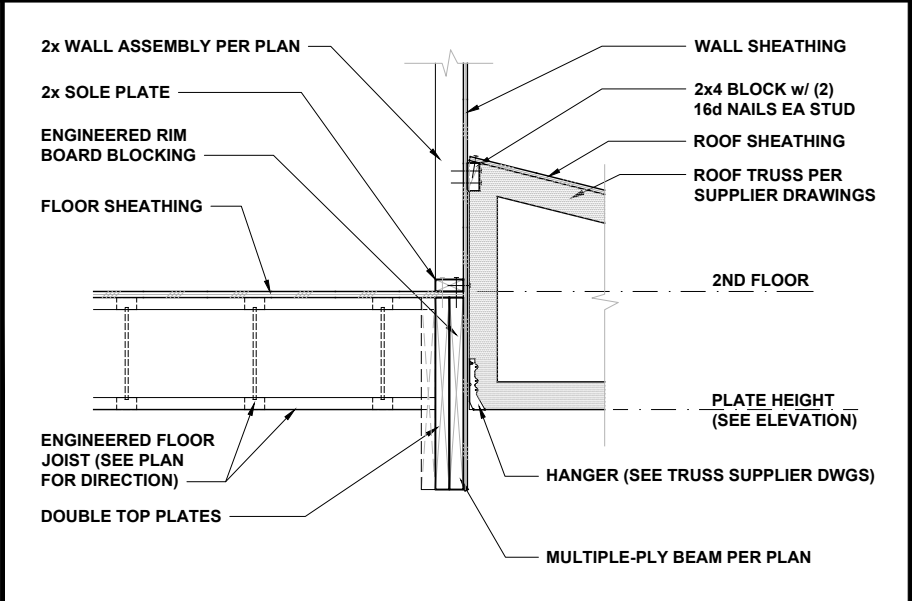 2x WALL ASSEMBLY PER PLAN
2x SOLE PLATE
ENGINEERED RIM
BOARD BLOCKING
FLOOR SHEATHING
ENGINEERED FLOOR
JOIST (SEE PLAN
FOR DIRECTION)
DOUBLE TOP PLATES
WALL SHEATHING
2x4 BLOCK w/ (2)
16d NAILS EA STUD
ROOF SHEATHING
ROOF TRUSS PER
SUPPLIER DRAWINGS
2ND FLOOR
PLATE HEIGHT
(SEE ELEVATION)
HANGER (SEE TRUSS SUPPLIER DWGS)
MULTIPLE-PLY BEAM PER PLAN